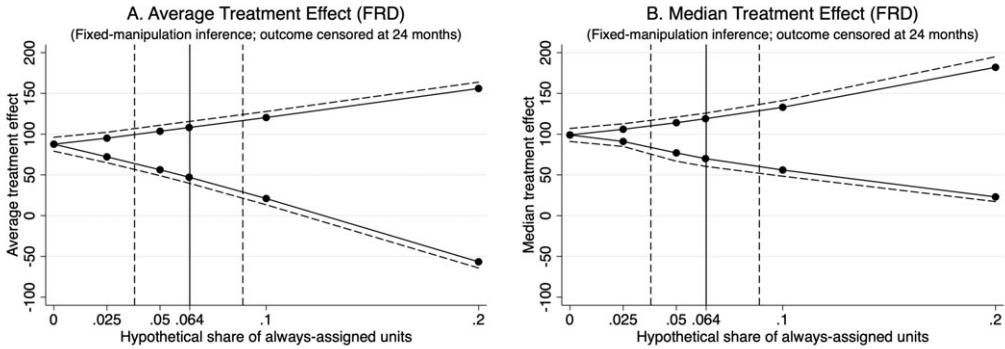 A. Average Treatment Effect (FRD)
(Fixed-manipulation inference; outcome censored at 24 months)
Average treatment effect
200
150
100
50
0
-50
-100
0 .025 .05 .064 .1 .2
Hypothetical share of always-assigned units
B. Median Treatment Effect (FRD)
(Fixed-manipulation inference; outcome censored at 24 months)
Median treatment effect
200
150
100
50
0
-50
-100
0 .025 .05 .064 .1 .2
Hypothetical share of always-assigned units